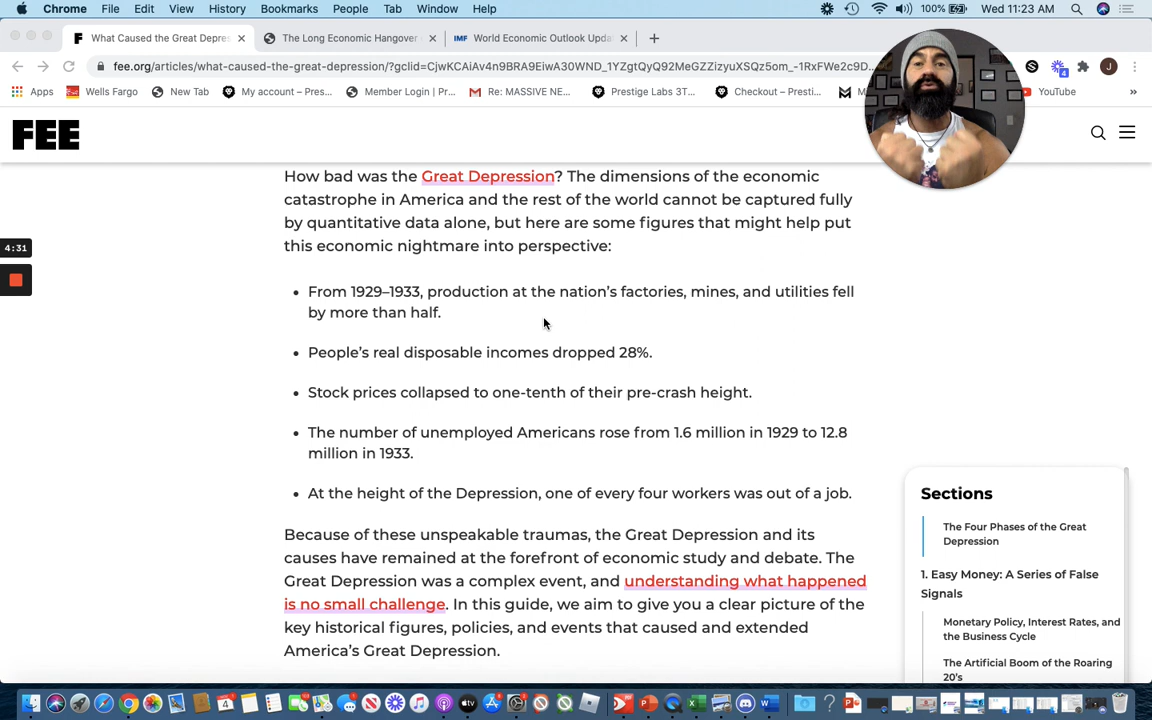 Chrome File Edit View History Bookmarks People Tab Window Help 100% Wed 11:23 AM
What Caused the Great Depres The Long Economic Hangover World Economic Outlook Upda
fee.org/articles/what-caused-the-great-depression/?gclid=CjwKCAiAv4n9BRA9EiwA30WND_1YZgtQyQ92MeGZZizyuXSQz5om_-1RxFWe2c9D... J
Apps Wells Fargo New Tab My account – Pres... Member Login | Pr... Re: MASSIVE NE... Prestige Labs 3T... Checkout – Presti... YouTube »
FEE
How bad was the Great Depression? The dimensions of the economic
catastrophe in America and the rest of the world cannot be captured fully
by quantitative data alone, but here are some figures that might help put
this economic nightmare into perspective:
4:31
• From 1929–1933, production at the nation’s factories, mines, and utilities fell
by more than half.
• People’s real disposable incomes dropped 28%.
• Stock prices collapsed to one-tenth of their pre-crash height.
• The number of unemployed Americans rose from 1.6 million in 1929 to 12.8
million in 1933.
• At the height of the Depression, one of every four workers was out of a job.
Because of these unspeakable traumas, the Great Depression and its
causes have remained at the forefront of economic study and debate. The
Great Depression was a complex event, and understanding what happened
is no small challenge. In this guide, we aim to give you a clear picture of the
key historical figures, policies, and events that caused and extended
America’s Great Depression.
Sections
The Four Phases of the Great
Depression
1. Easy Money: A Series of False
Signals
Monetary Policy, Interest Rates, and
the Business Cycle
The Artificial Boom of the Roaring
20’s